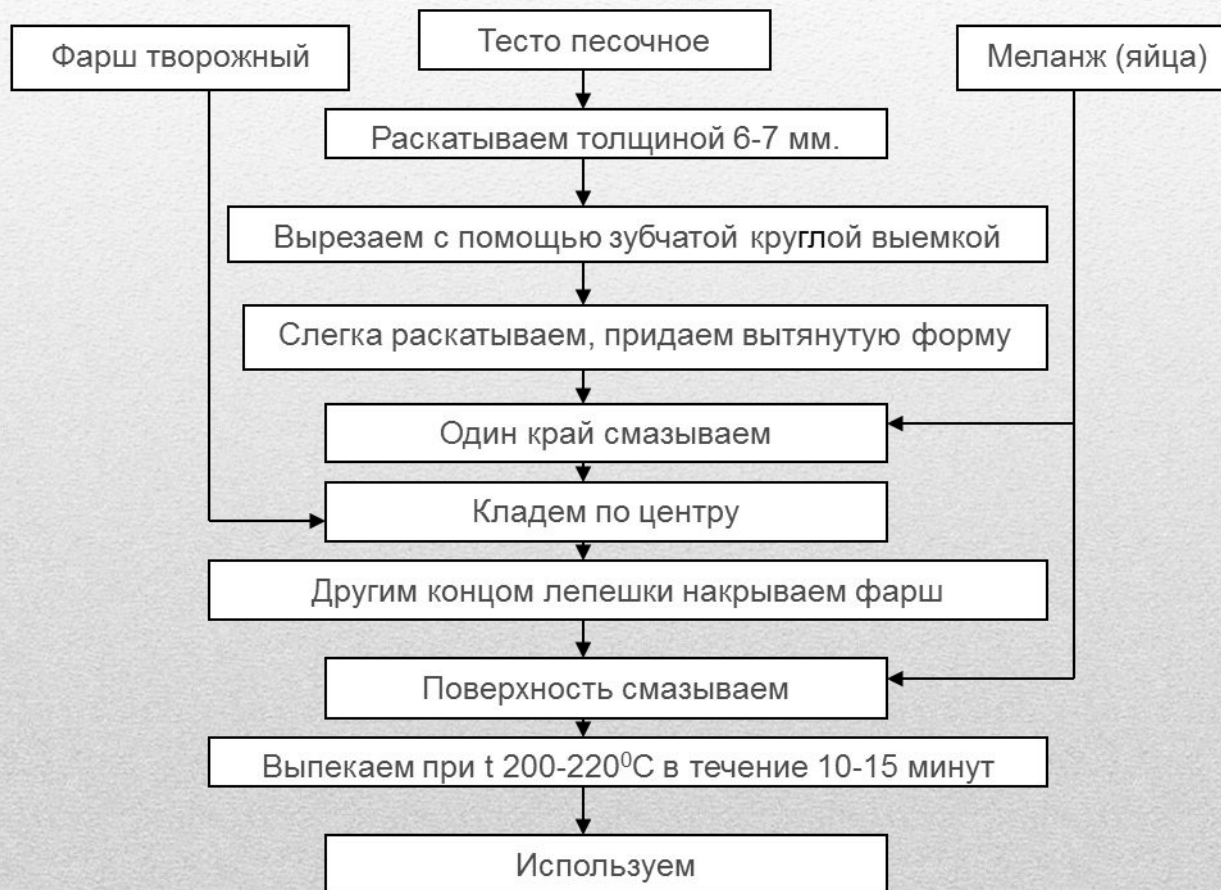 Фарш творожный
Тесто песочное
Меланж (яйца)
Раскатываем толщиной 6-7 мм.
Вырезаем с помощью зубчатой круглой выемкой
Слегка раскатываем, придаем вытянутую форму
Один край смазываем
Кладем по центру
Другим концом лепешки накрываем фарш
Поверхность смазываем
Выпекаем при t 200-220⁰С в течение 10-15 минут
Используем